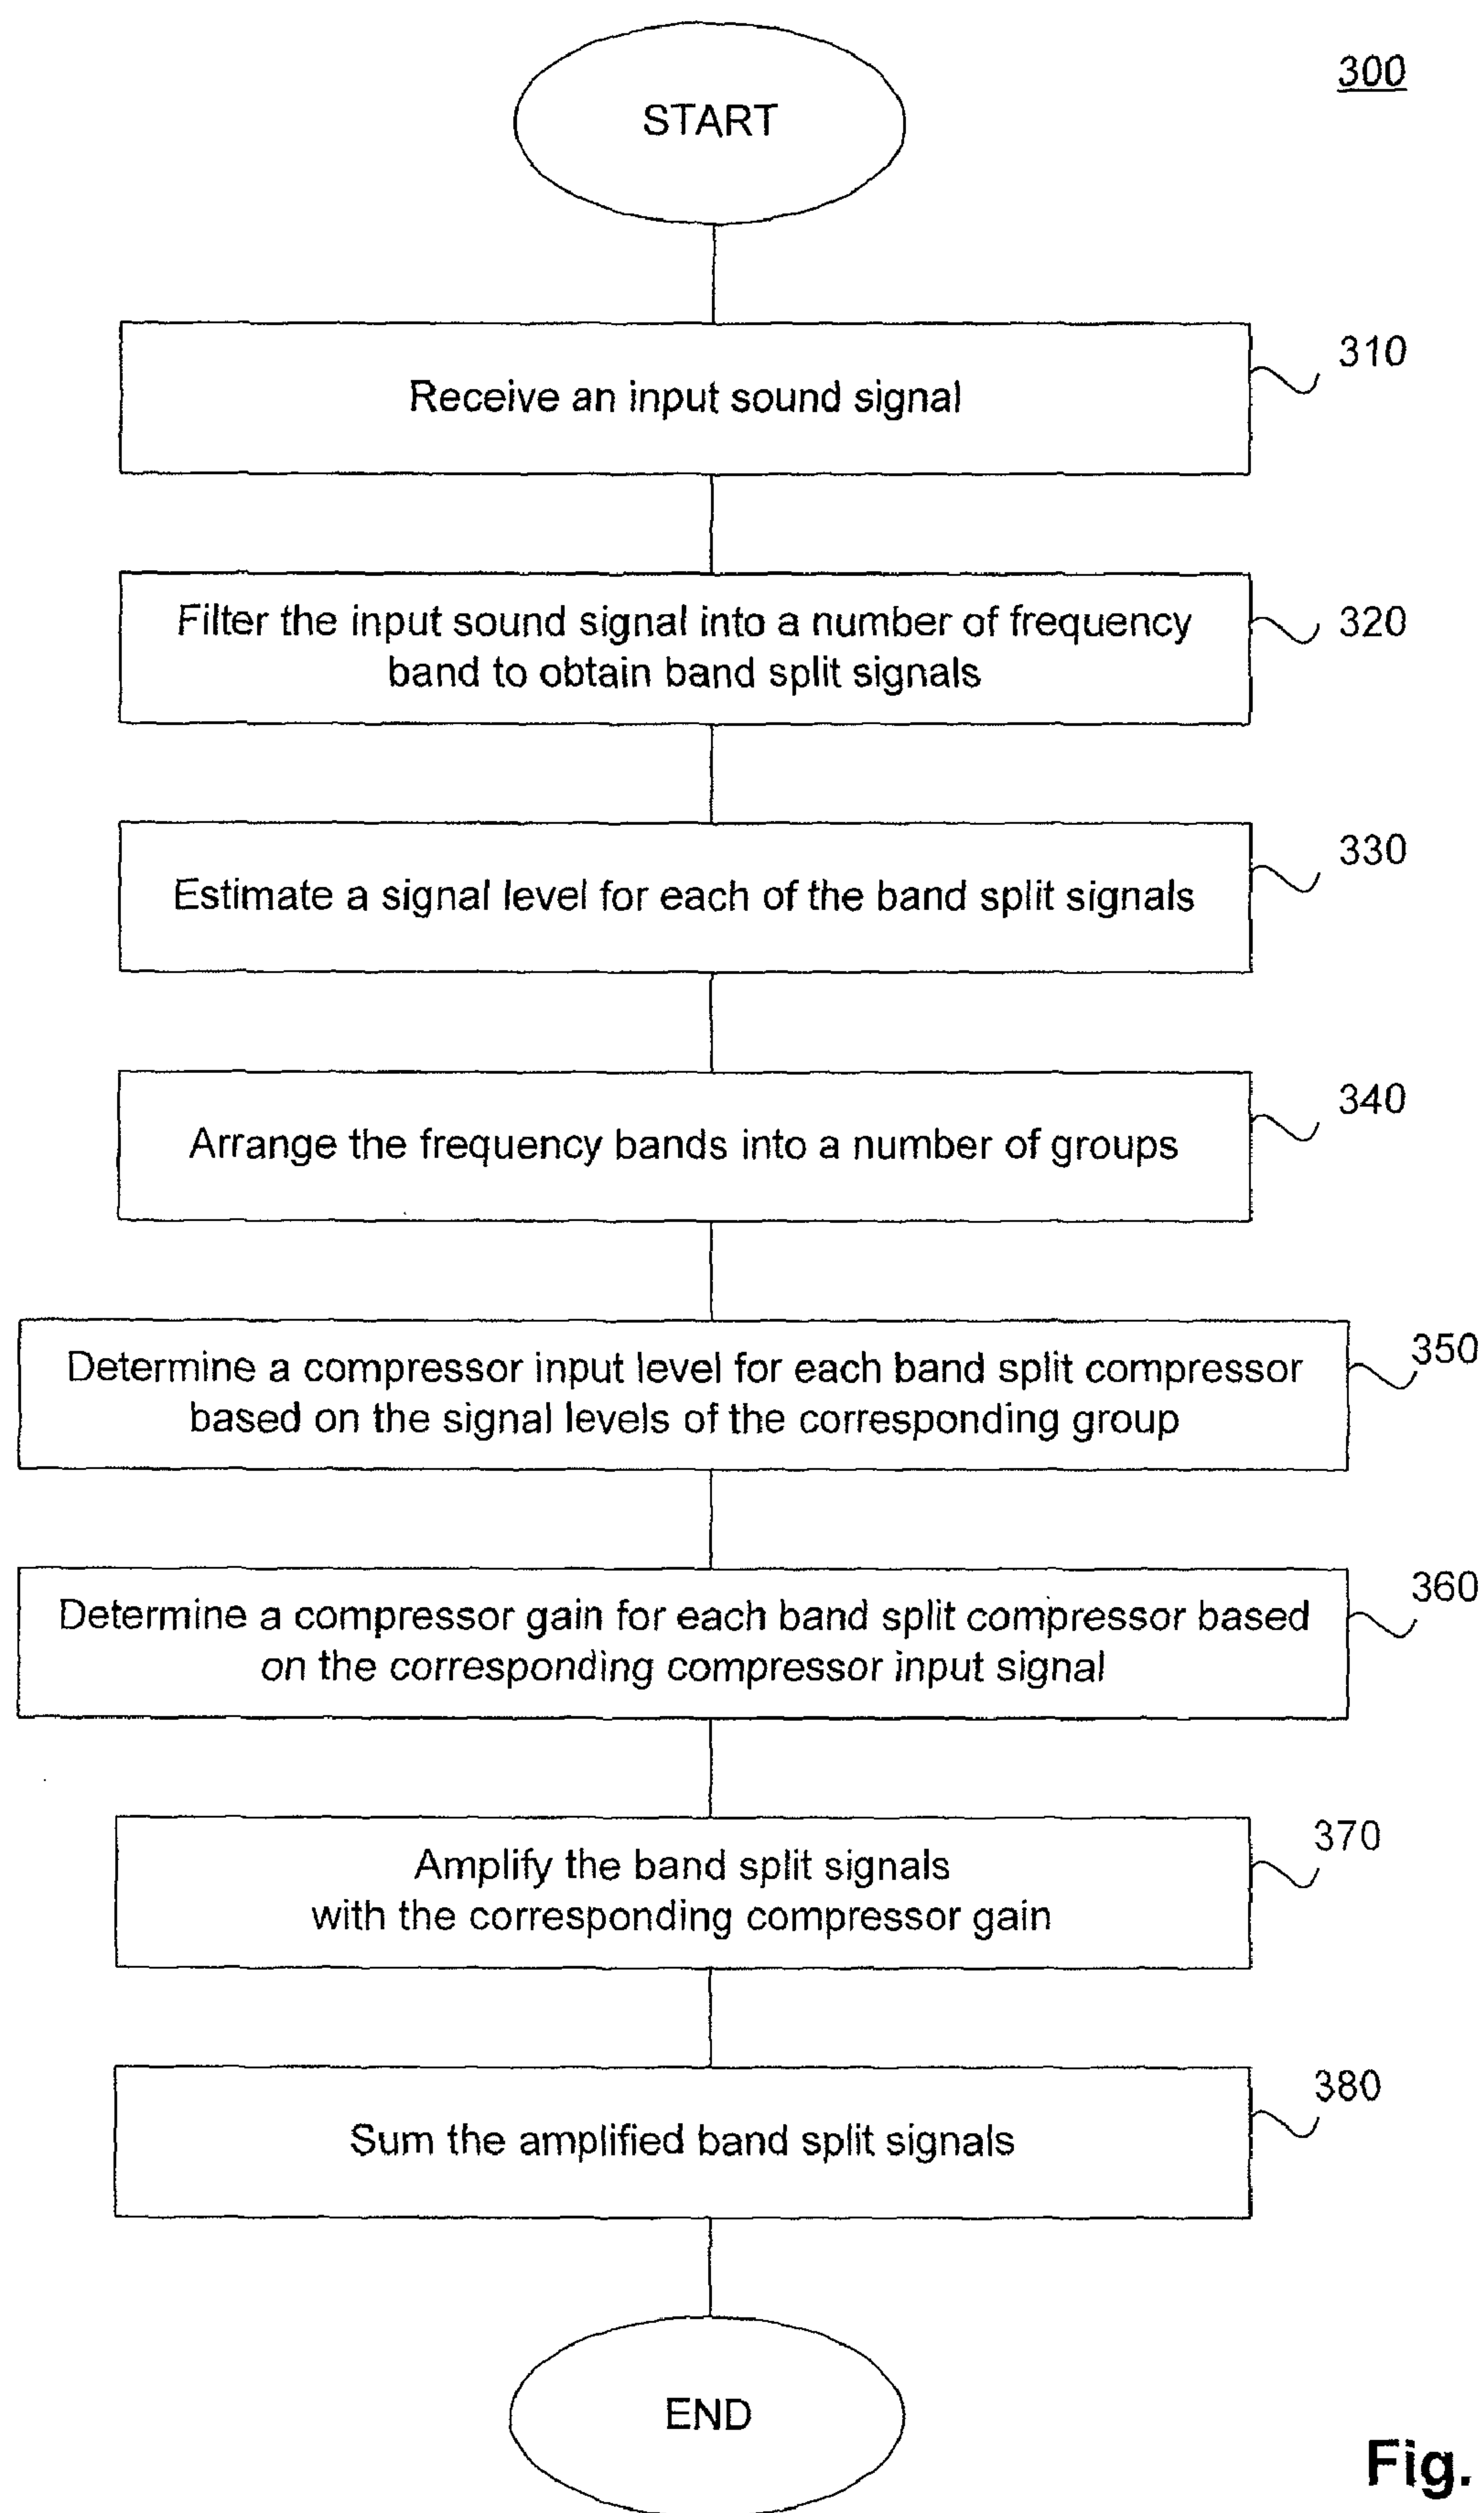 300
START
310
Receive an input sound signal
320
Filter the input sound signal into a number of frequency
band to obtain band split signals
330
Estimate a signal level for each of the band split signals
340
Arrange the frequency bands into a number of groups
350
Determine a compressor input level for each band split compressor
based on the signal levels of the corresponding group
360
Determine a compressor gain for each band split compressor based
on the corresponding compressor input signal
370
Amplify the band split signals
with the corresponding compressor gain
380
Sum the amplified band split signals
END
Fig.